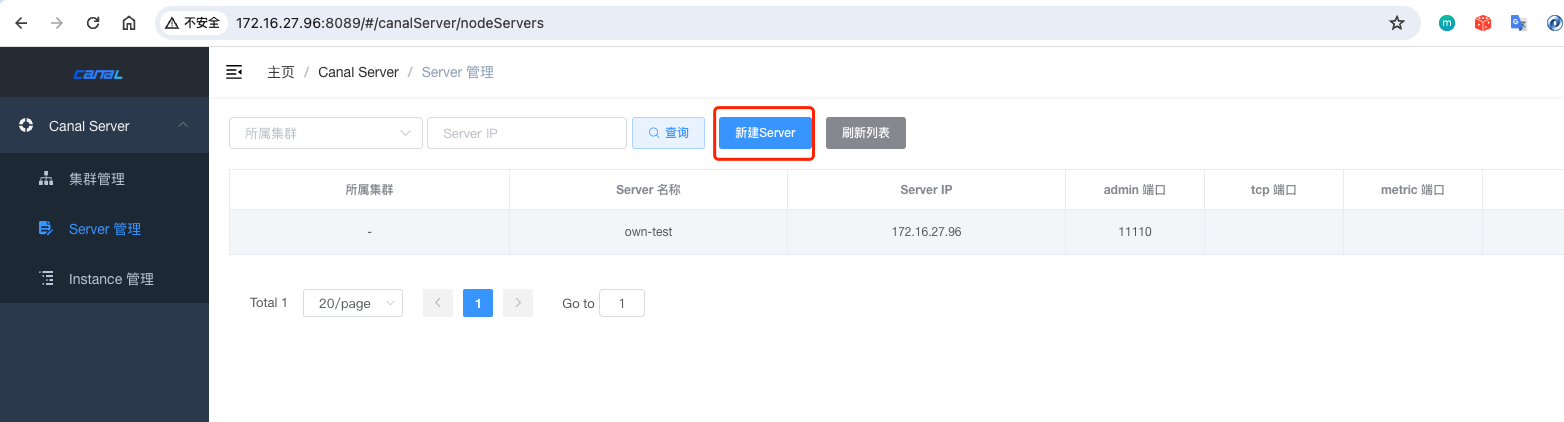 不安全 172.16.27.96:8089/#/canalServer/nodeServers
canal
主页 / Canal Server / Server 管理
Canal Server
集群管理
Server 管理
Instance 管理
所属集群 Server IP 查询 新建Server 刷新列表
所属集群 Server 名称 Server IP admin 端口 tcp 端口 metric 端口
- own-test 172.16.27.96 11110
Total 1 20/page 1 Go to 1